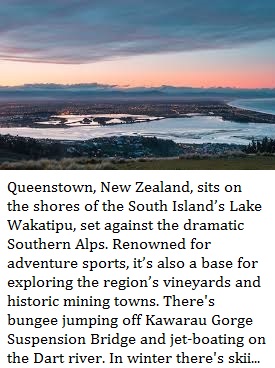 Queenstown, New Zealand, sits on
the shores of the South Island’s Lake
Wakatipu, set against the dramatic
Southern Alps. Renowned for
adventure sports, it’s also a base for
exploring the region’s vineyards and
historic mining towns. There's
bungee jumping off Kawarau Gorge
Suspension Bridge and jet-boating on
the Dart river. In winter there's skii...